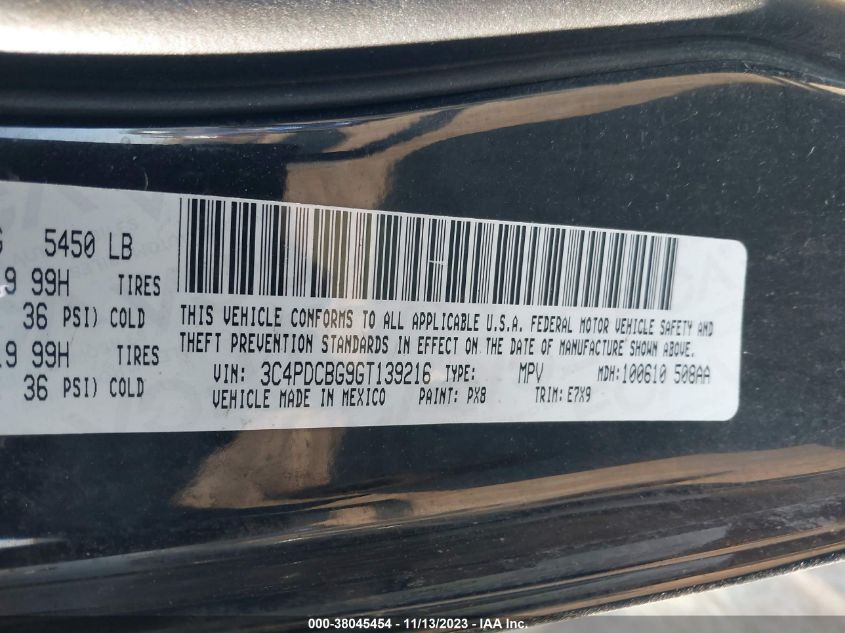 5450 LB
9 99H TIRES
36 PSI) COLD
19 99H TIRES
36 PSI) COLD
THIS VEHICLE CONFORMS TO ALL APPLICABLE U.S.A. FEDERAL MOTOR VEHICLE SAFETY AND
THEFT PREVENTION STANDARDS IN EFFECT ON THE DATE OF MANUFACTURE SHOWN ABOVE.
VIN: 3C4PDCBG9GT139216 TYPE: MPV MDH:100610 508AA
VEHICLE MADE IN MEXICO PAINT: PX8 TRIM:E7X9
000-38045454 - 11/13/2023 - IAA Inc.